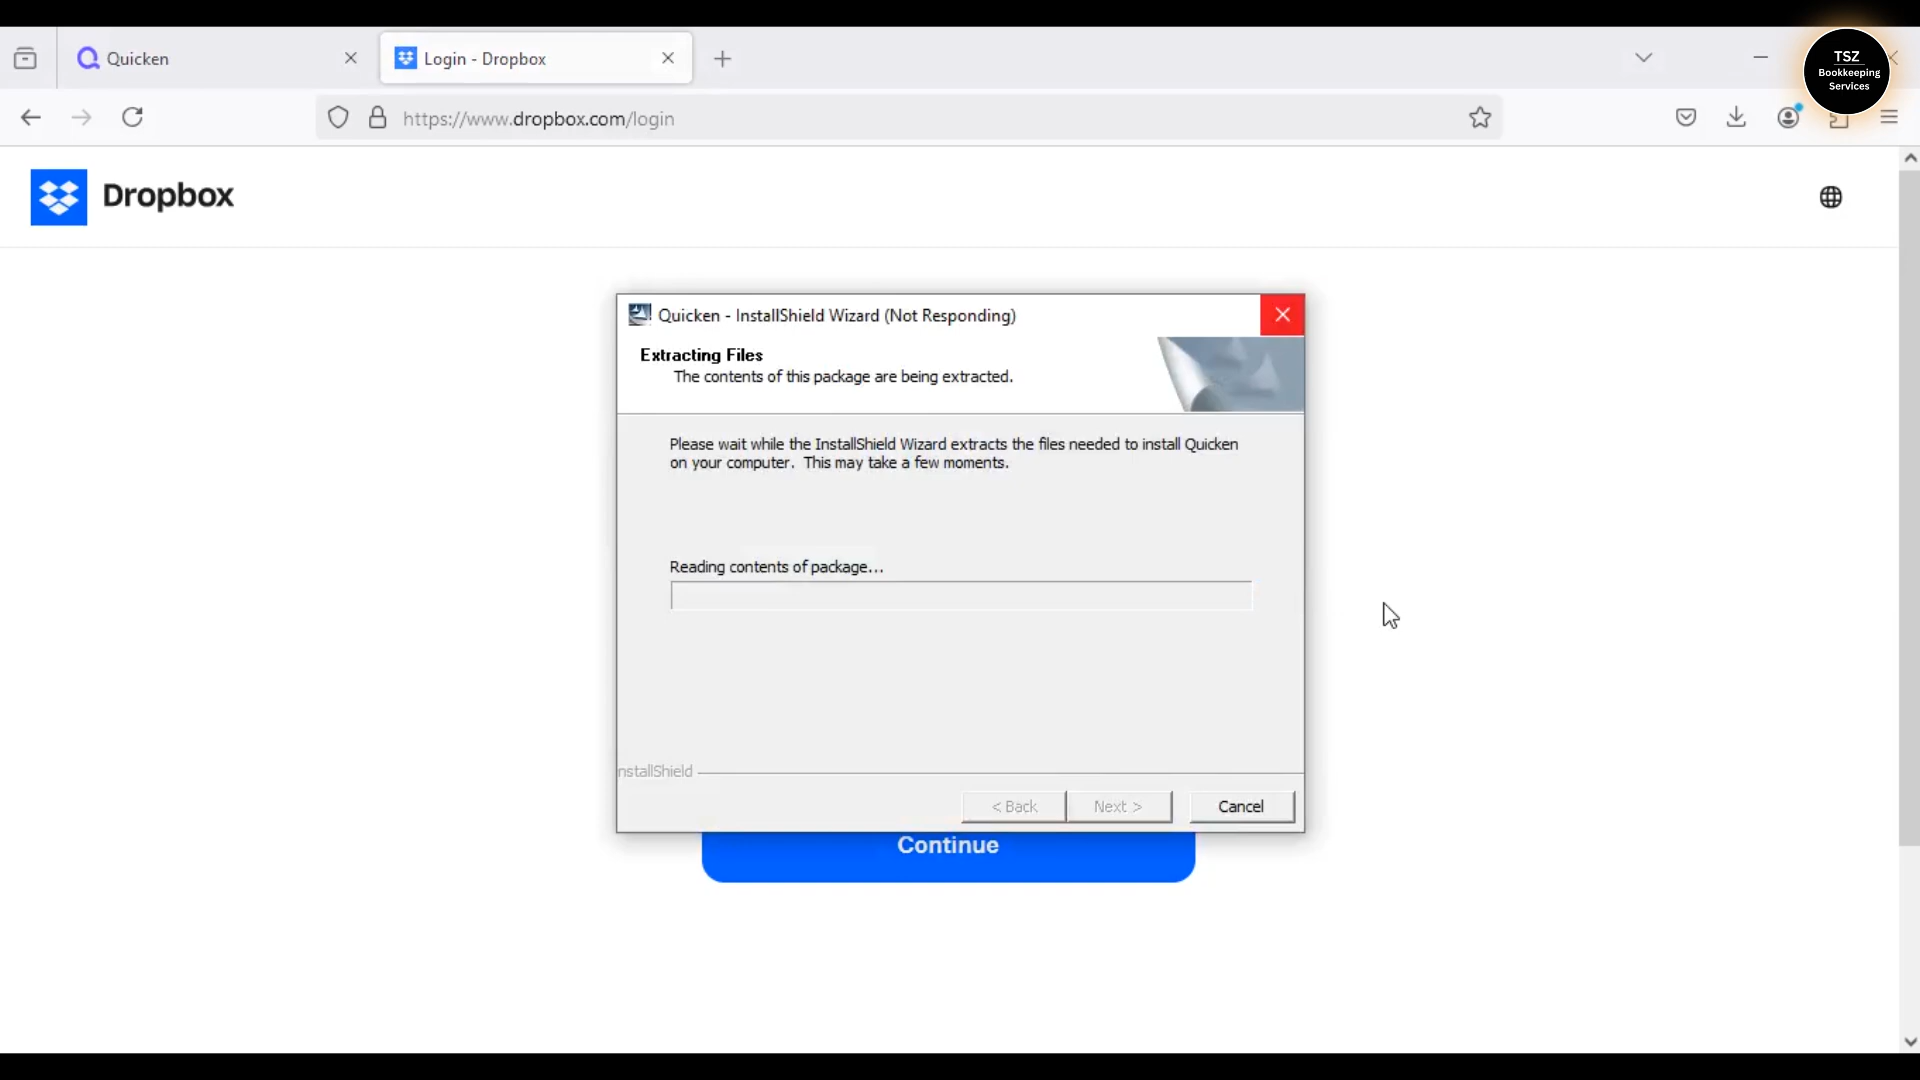 Quicken
Login - Dropbox
TSZ
Bookkeeping
Services
https://www.dropbox.com/login
Dropbox
Quicken - InstallShield Wizard (Not Responding)
Extracting Files
The contents of this package are being extracted.
Please wait while the InstallShield Wizard extracts the files needed to install Quicken
on your computer.  This may take a few moments.
Reading contents of package...
nstallShield
< Back
Next >
Cancel
Continue